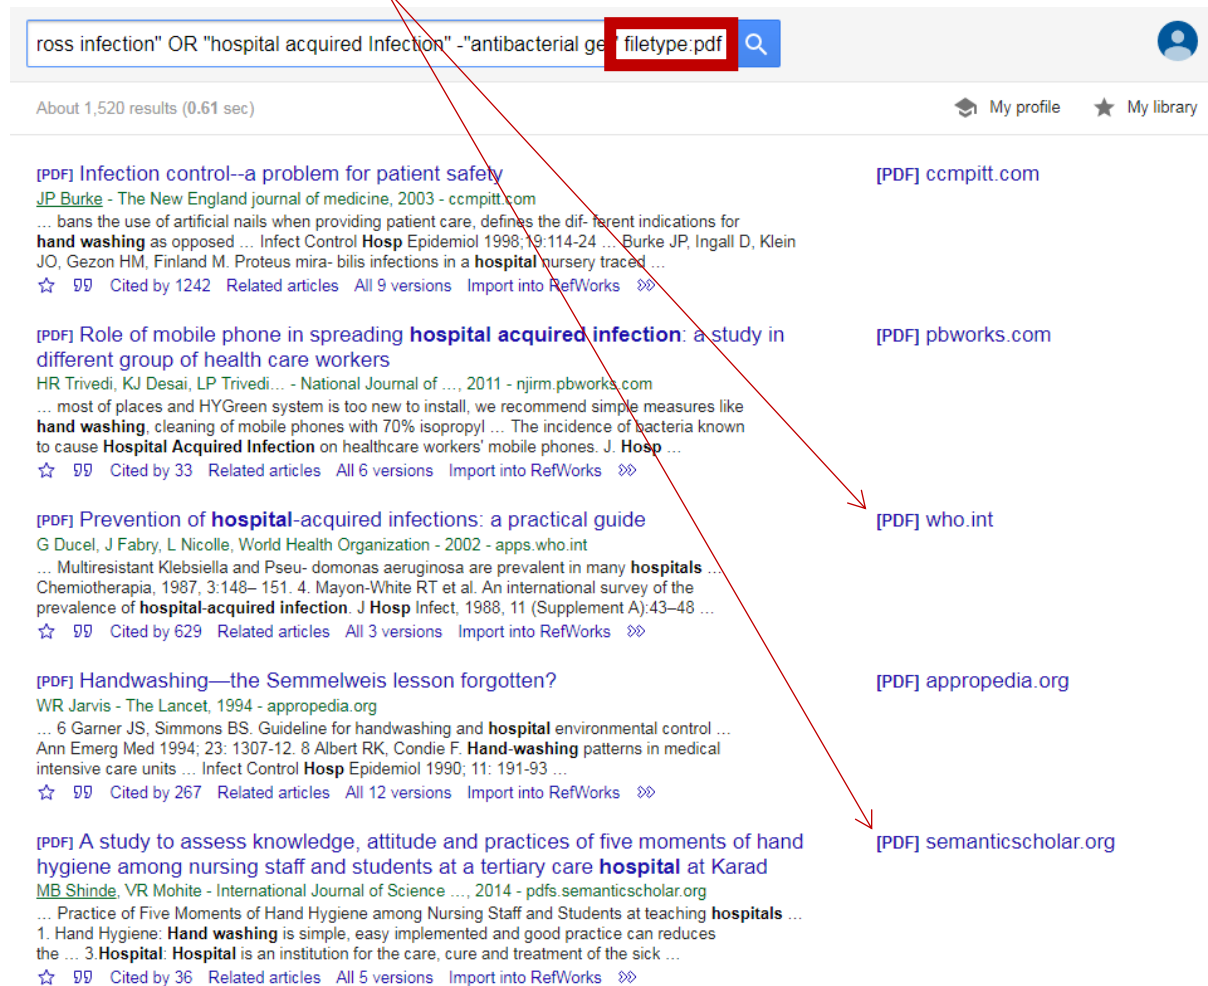 ross infection" OR "hospital acquired Infection" -"antibacterial ge filetype:pdf
About 1,520 results (0.61 sec)
My profile
My library
[PDF] Infection control--a problem for patient safety
[PDF] ccmpitt.com
JP Burke - The New England journal of medicine, 2003 - ccmpitt.com
... bans the use of artificial nails when providing patient care, defines the dif- ferent indications for
hand washing as opposed ... Infect Control Hosp Epidemiol 1998;19:114-24 ... Burke JP, Ingall D, Klein
JO, Gezon HM, Finland M. Proteus mira- bilis infections in a hospital nursery traced ...
Cited by 1242 Related articles All 9 versions Import into RefWorks
[PDF] Role of mobile phone in spreading hospital acquired infection: a study in
different group of health care workers
[PDF] pbworks.com
HR Trivedi, KJ Desai, LP Trivedi... - National Journal of ..., 2011 - njirm.pbworks.com
... most of places and HYGreen system is too new to install, we recommend simple measures like
hand washing, cleaning of mobile phones with 70% isopropyl ... The incidence of bacteria known
to cause Hospital Acquired Infection on healthcare workers' mobile phones. J. Hosp ...
Cited by 33 Related articles All 6 versions Import into RefWorks
[PDF] Prevention of hospital-acquired infections: a practical guide
[PDF] who.int
G Ducel, J Fabry, L Nicolle, World Health Organization - 2002 - apps.who.int
... Multiresistant Klebsiella and Pseu- domonas aeruginosa are prevalent in many hospitals ...
Chemiotherapia, 1987, 3:148– 151. 4. Mayon-White RT et al. An international survey of the
prevalence of hospital-acquired infection. J Hosp Infect, 1988, 11 (Supplement A):43–48 ...
Cited by 629 Related articles All 3 versions Import into RefWorks
[PDF] Handwashing—the Semmelweis lesson forgotten?
[PDF] appropedia.org
WR Jarvis - The Lancet, 1994 - appropedia.org
... 6 Garner JS, Simmons BS. Guideline for handwashing and hospital environmental control ...
Ann Emerg Med 1994; 23: 1307-12. 8 Albert RK, Condie F. Hand-washing patterns in medical
intensive care units ... Infect Control Hosp Epidemiol 1990; 11: 191-93 ...
Cited by 267 Related articles All 12 versions Import into RefWorks
[PDF] A study to assess knowledge, attitude and practices of five moments of hand
hygiene among nursing staff and students at a tertiary care hospital at Karad
[PDF] semanticscholar.org
MB Shinde, VR Mohite - International Journal of Science ..., 2014 - pdfs.semanticscholar.org
... Practice of Five Moments of Hand Hygiene among Nursing Staff and Students at teaching hospitals ...
1. Hand Hygiene: Hand washing is simple, easy implemented and good practice can reduces
the ... 3.Hospital: Hospital is an institution for the care, cure and treatment of the sick ...
Cited by 36 Related articles All 5 versions Import into RefWorks